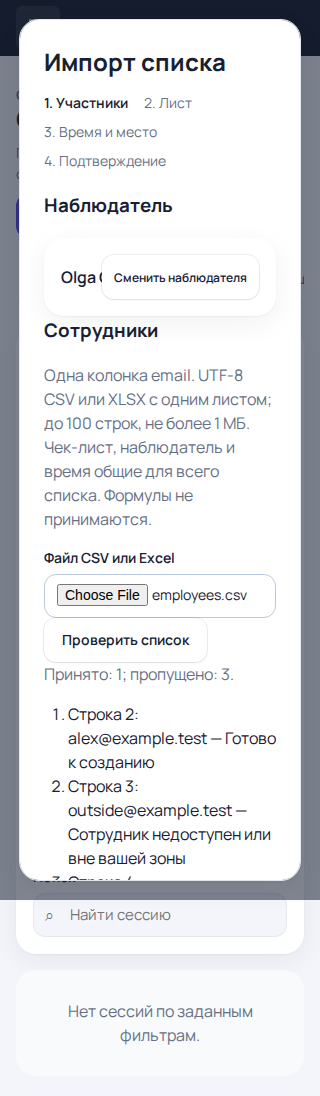 Импорт списка
1. Участники 2. Лист
3. Время и место
4. Подтверждение
Наблюдатель
Olga
Сменить наблюдателя
Сотрудники
Одна колонка email. UTF-8
CSV или XLSX с одним листом;
до 100 строк, не более 1 МБ.
Чек-лист, наблюдатель и
время общие для всего
списка. Формулы не
принимаются.
Файл CSV или Excel
Choose File employees.csv
Проверить список
Принято: 1; пропущено: 3.
1. Строка 2:
alex@example.test — Готово
к созданию
2. Строка 3:
outside@example.test —
Сотрудник недоступен или
вне вашей зоны
Найти сессию
Нет сессий по заданным
фильтрам.